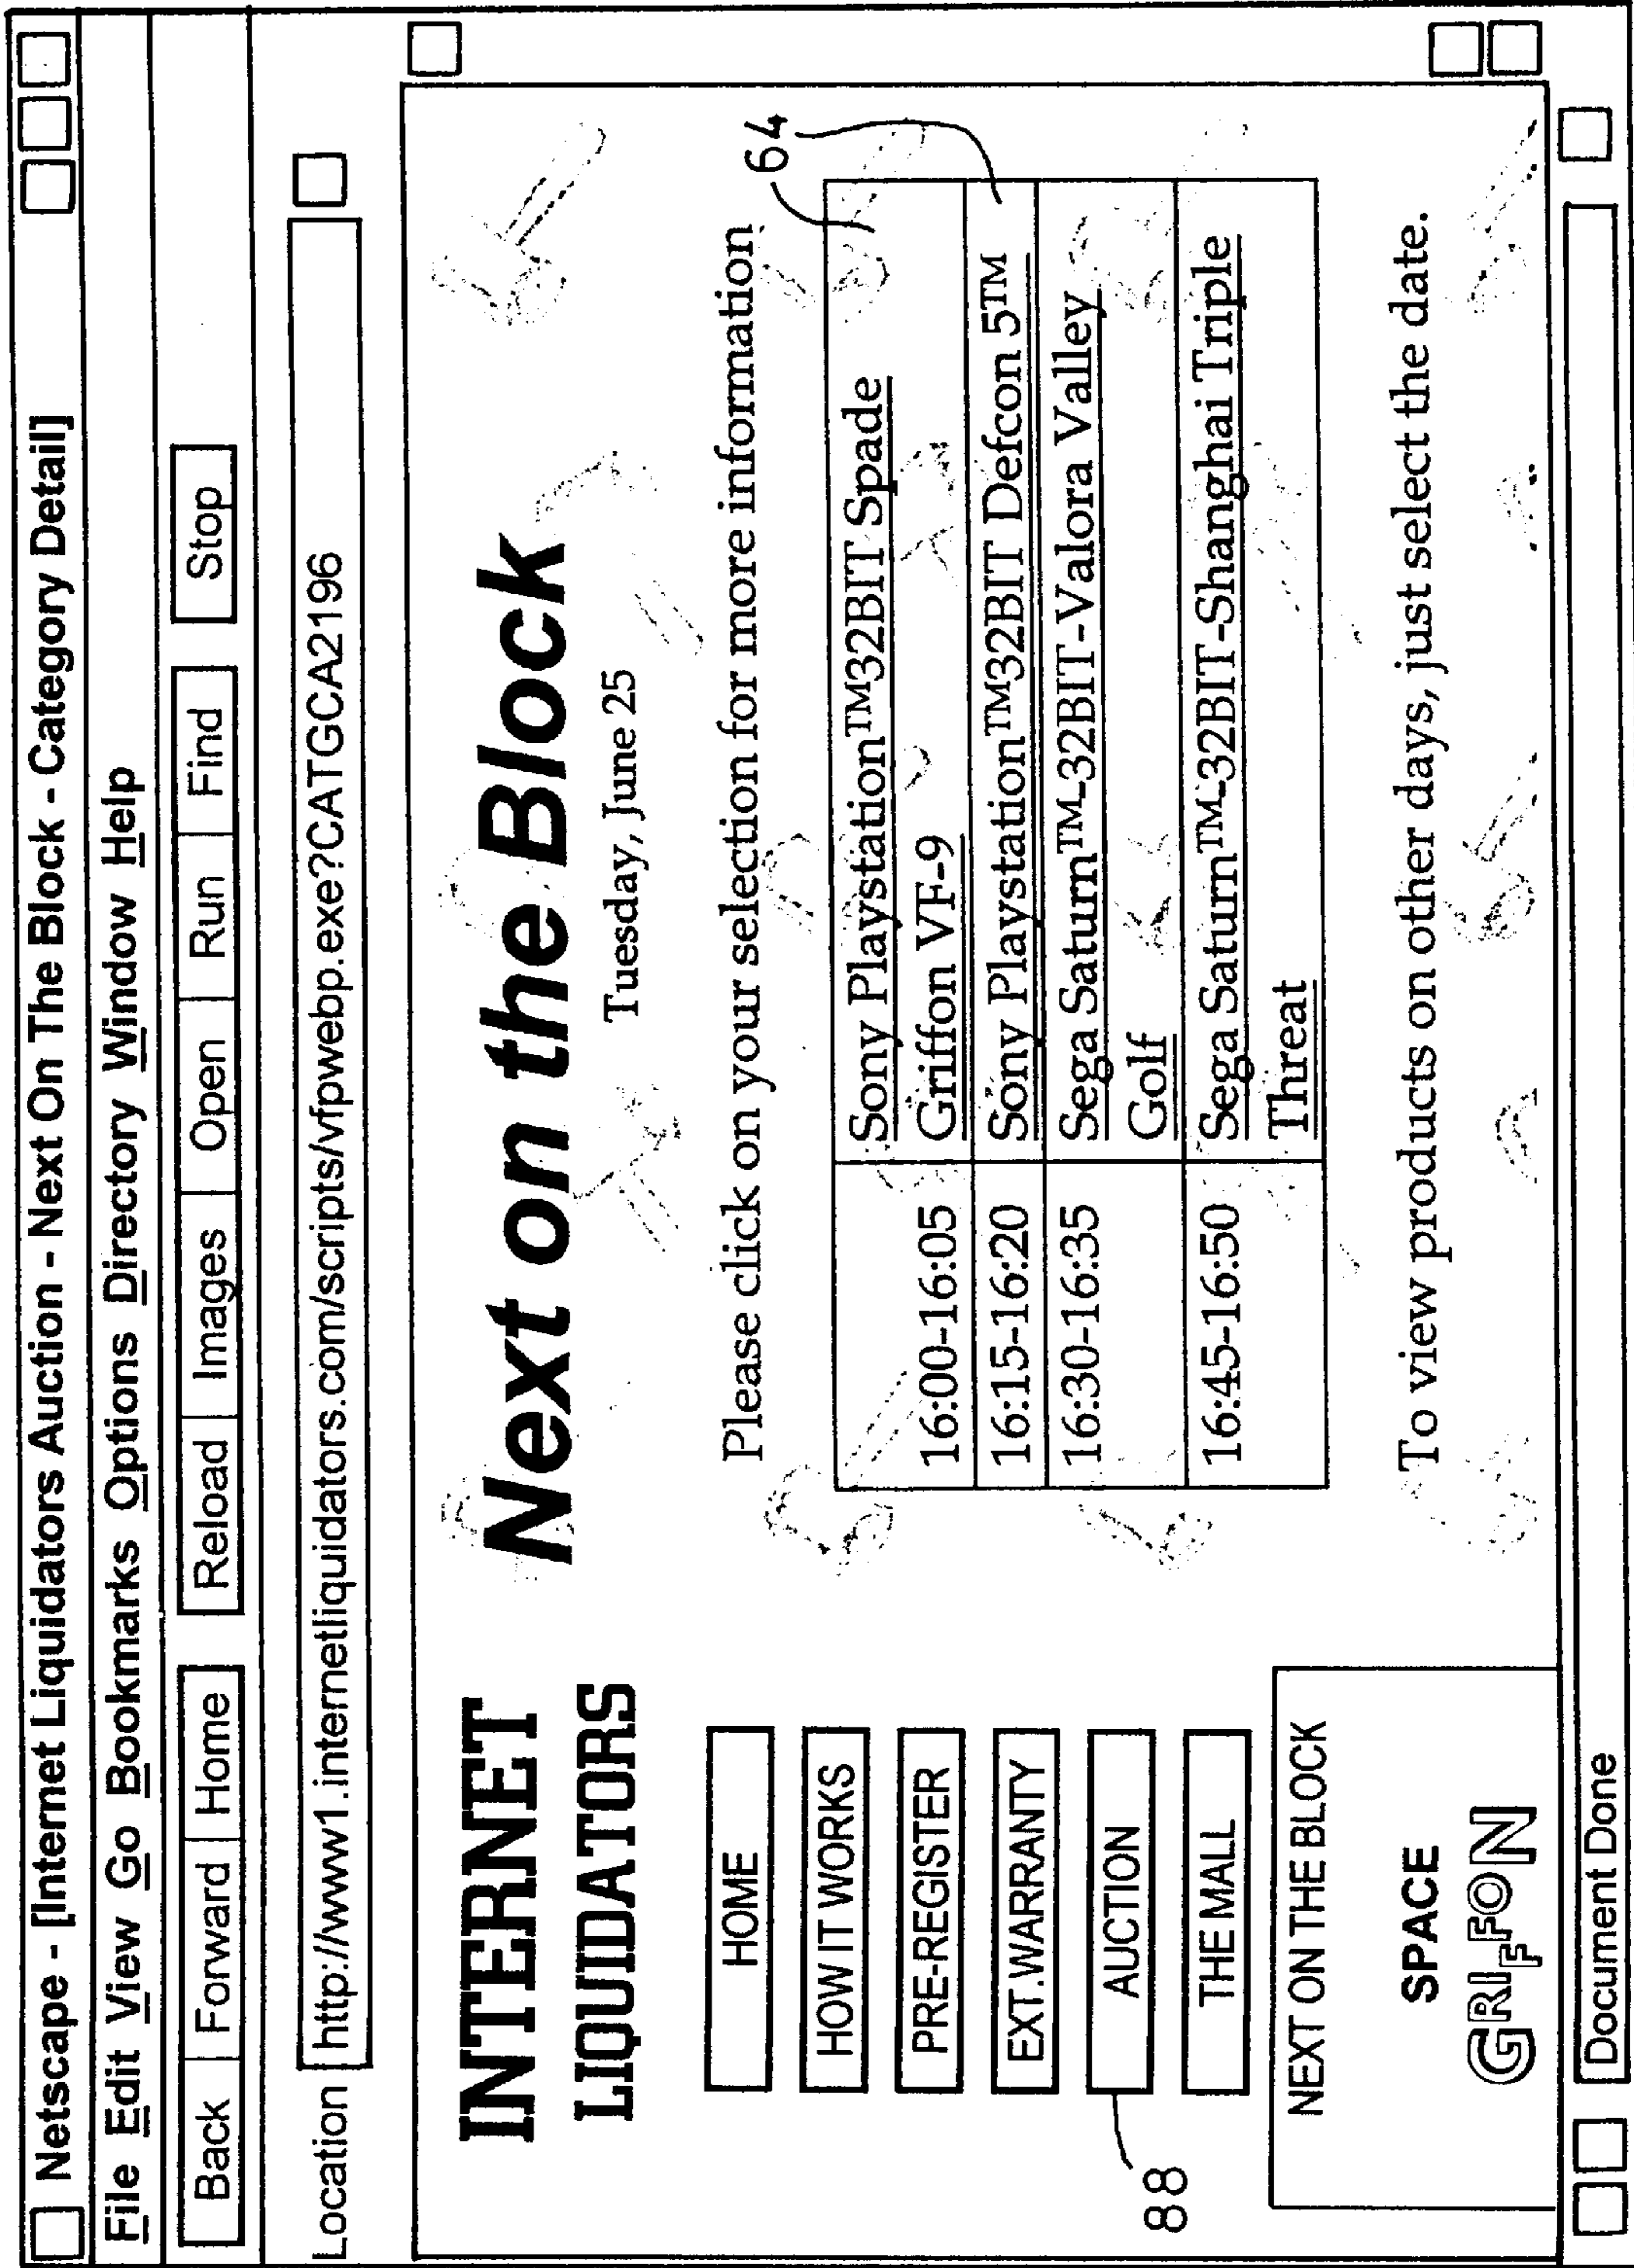 Netscape - [Internet Liquidators Auction - Next On The Block - Category Detail]
File Edit View Go Bookmarks Options Directory Window Help
Back Forward Home Reload Images Open Run Find Stop
Location http://www1.internetliquidators.com/scripts/vfpwebp.exe?CATGCA2196
INTERNET
LIQUIDATORS
HOME
HOW IT WORKS
PRE-REGISTER
EXT.WARRANTY
AUCTION
88
THE MALL
NEXT ON THE BLOCK
SPACE
GRIFFON
Next on the Block
Tuesday, June 25
Please click on your selection for more information
64
16:00-16:05 Sony Playstation™32BIT Spade
Griffon VF-9
16:15-16:20 Sony Playstation™32BIT Defcon 5™
16:30-16:35 Sega Saturn™-32BIT-Valora Valley
Golf
16:45-16:50 Sega Saturn™-32BIT-Shanghai Triple
Threat
To view products on other days, just select the date.
Document Done